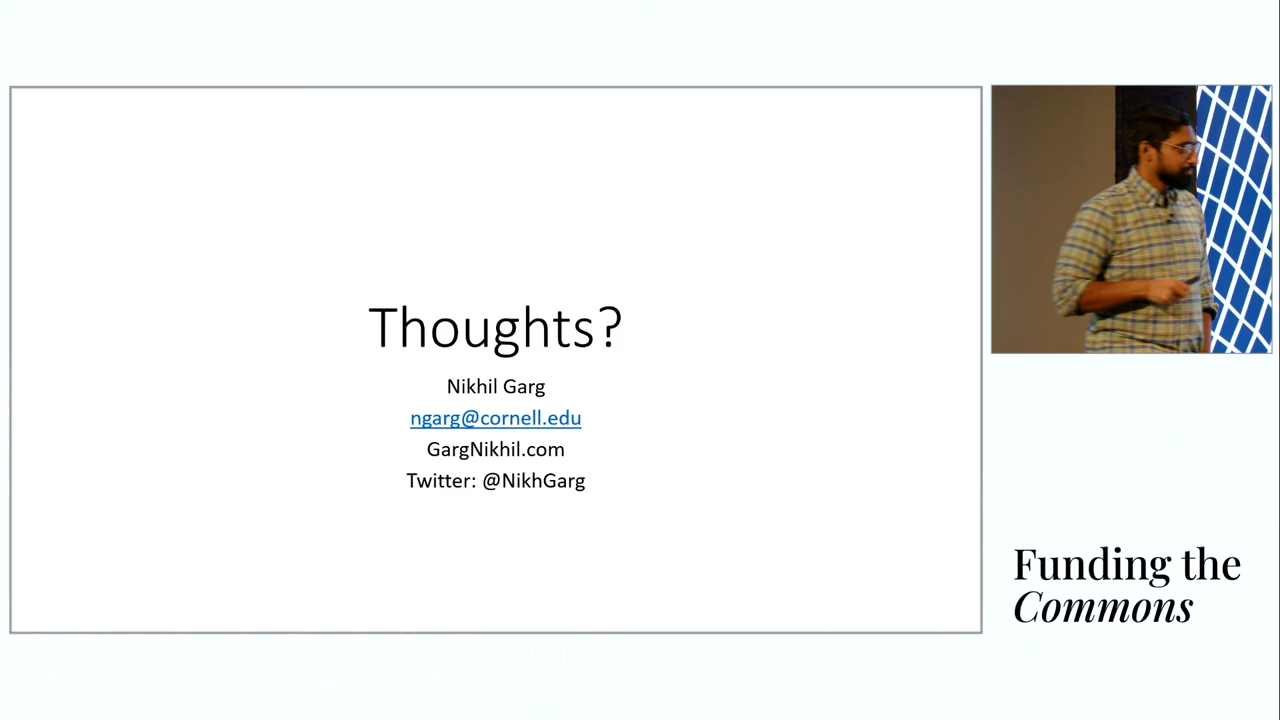 Thoughts?
Nikhil Garg
ngarg@cornell.edu
GargNikhil.com
Twitter: @NikhGarg
Funding the
Commons